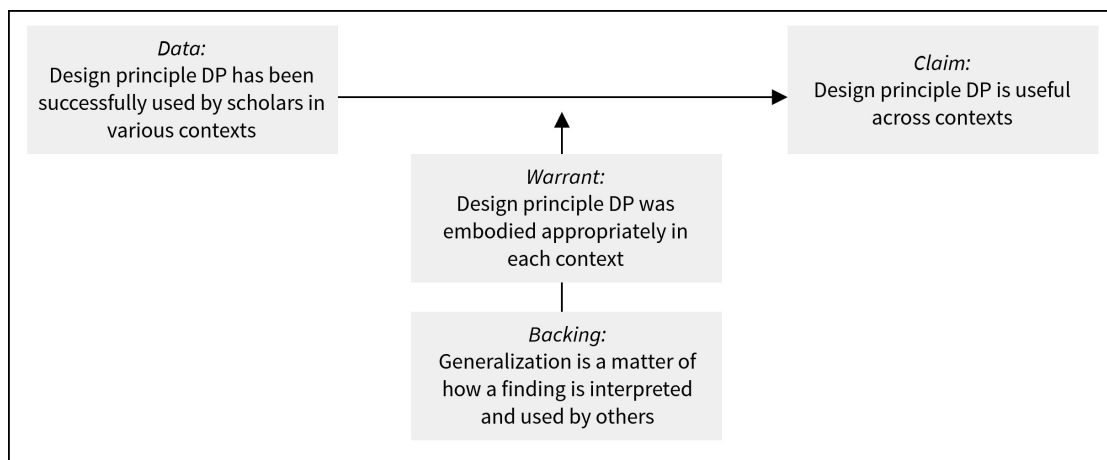 Data:
Design principle DP has been
successfully used by scholars in
various contexts
Claim:
Design principle DP is useful
across contexts
Warrant:
Design principle DP was
embodied appropriately in
each context
Backing:
Generalization is a matter of
how a finding is interpreted
and used by others